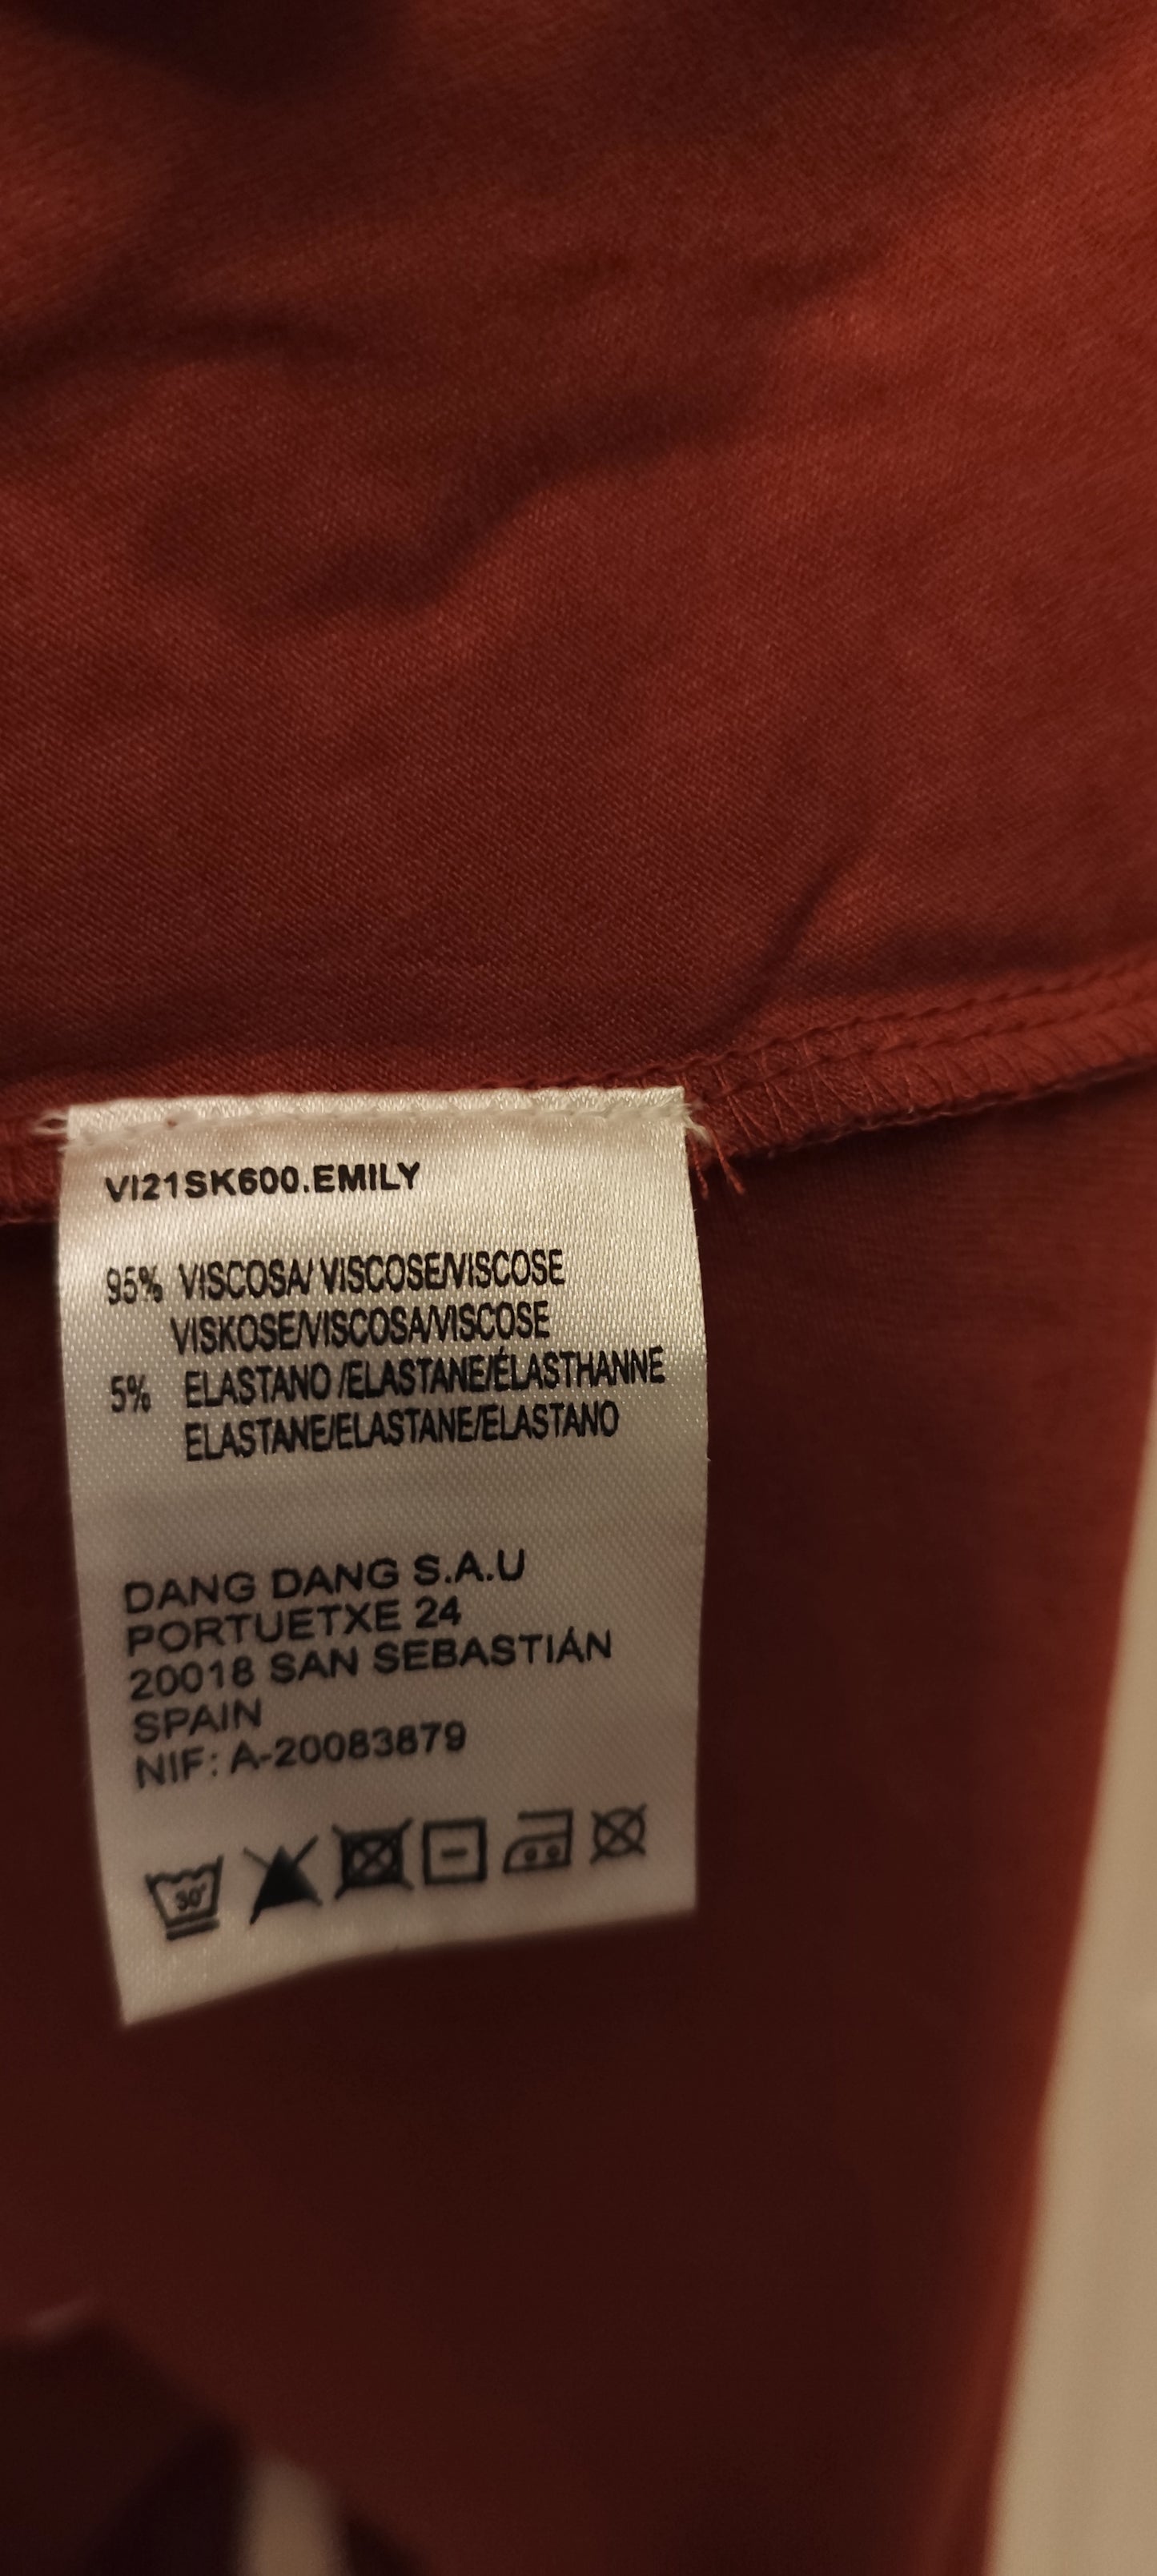 VI21SK600.EMILY
95% VISCOSA/ VISCOSE/VISCOSE
VISKOSE/VISCOSA/VISCOSE
5% ELASTANO /ELASTANE/ÉLASTHANNE
ELASTANE/ELASTANE/ELASTANO
DANG DANG S.A.U
PORTUETXE 24
20018 SAN SEBASTIÁN
SPAIN
NIF: A-20083879
30°